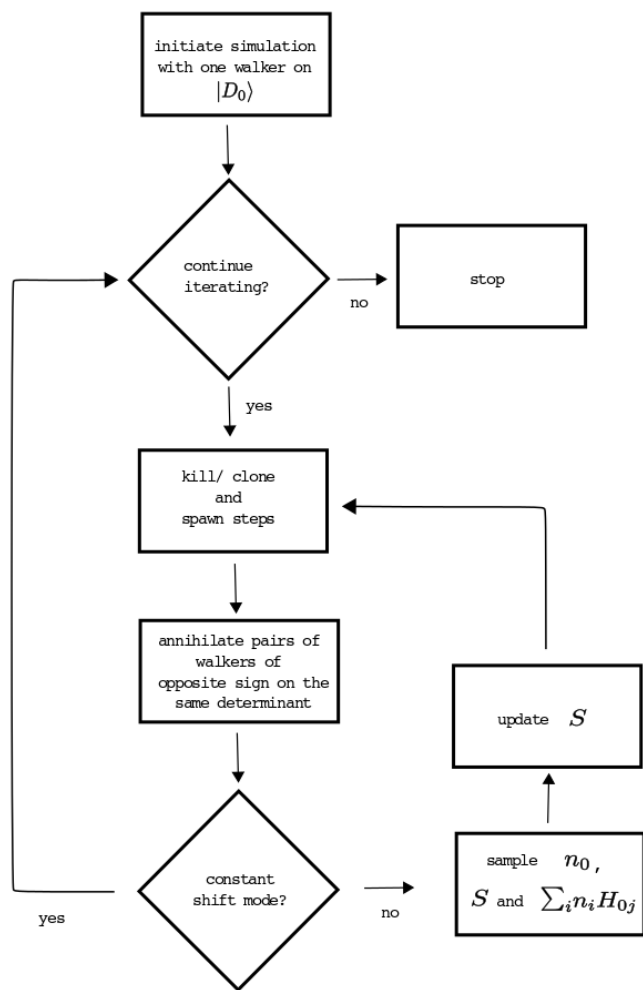 initiate simulation
with one walker on
|D₀⟩
continue
iterating?
no
stop
yes
kill/ clone
and
spawn steps
annihilate pairs of
walkers of
opposite sign on the
same determinant
update S
constant
shift mode?
yes
no
sample n₀,
S and ∑ᵢnᵢH₀ⱼ